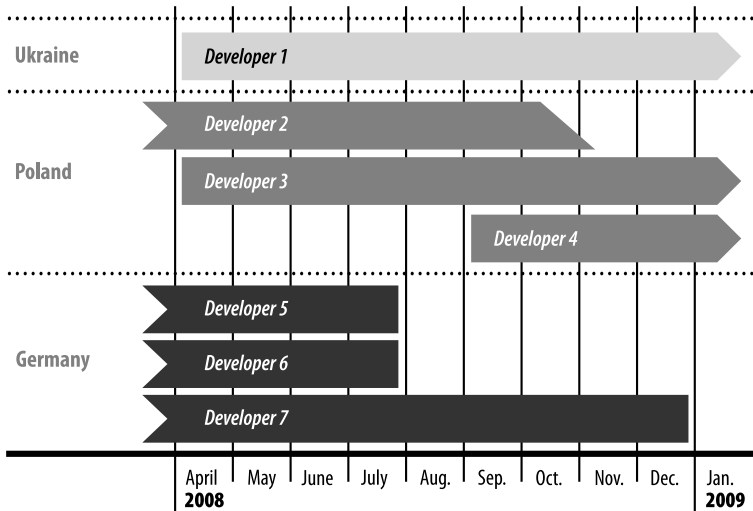 Ukraine
Developer 1
Developer 2
Poland
Developer 3
Developer 4
Developer 5
Germany
Developer 6
Developer 7
April May June July Aug. Sep. Oct. Nov. Dec. Jan.
2008 2009